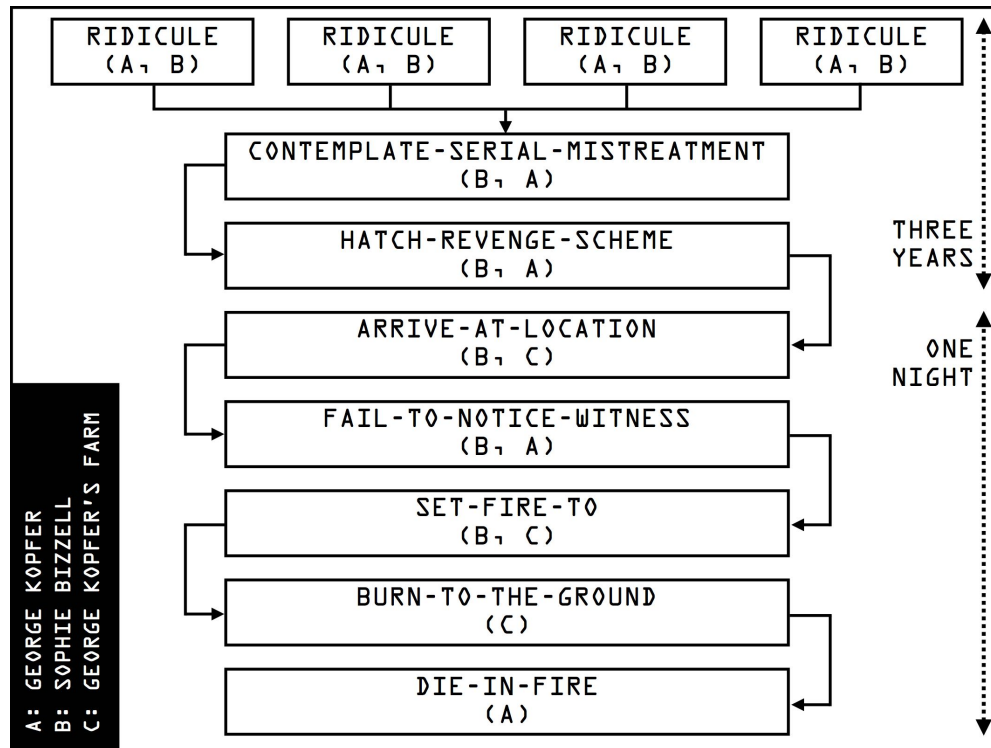 RIDICULE
(A, B)
RIDICULE
(A, B)
RIDICULE
(A, B)
RIDICULE
(A, B)
CONTEMPLATE-SERIAL-MISTREATMENT
(B, A)
HATCH-REVENGE-SCHEME
(B, A)
THREE
YEARS
ARRIVE-AT-LOCATION
(B, C)
ONE
NIGHT
FAIL-TO-NOTICE-WITNESS
(B, A)
SET-FIRE-TO
(B, C)
BURN-TO-THE-GROUND
(C)
DIE-IN-FIRE
(A)
A: GEORGE KOPFER
B: SOPHIE BIZZELL
C: GEORGE KOPFER'S FARM